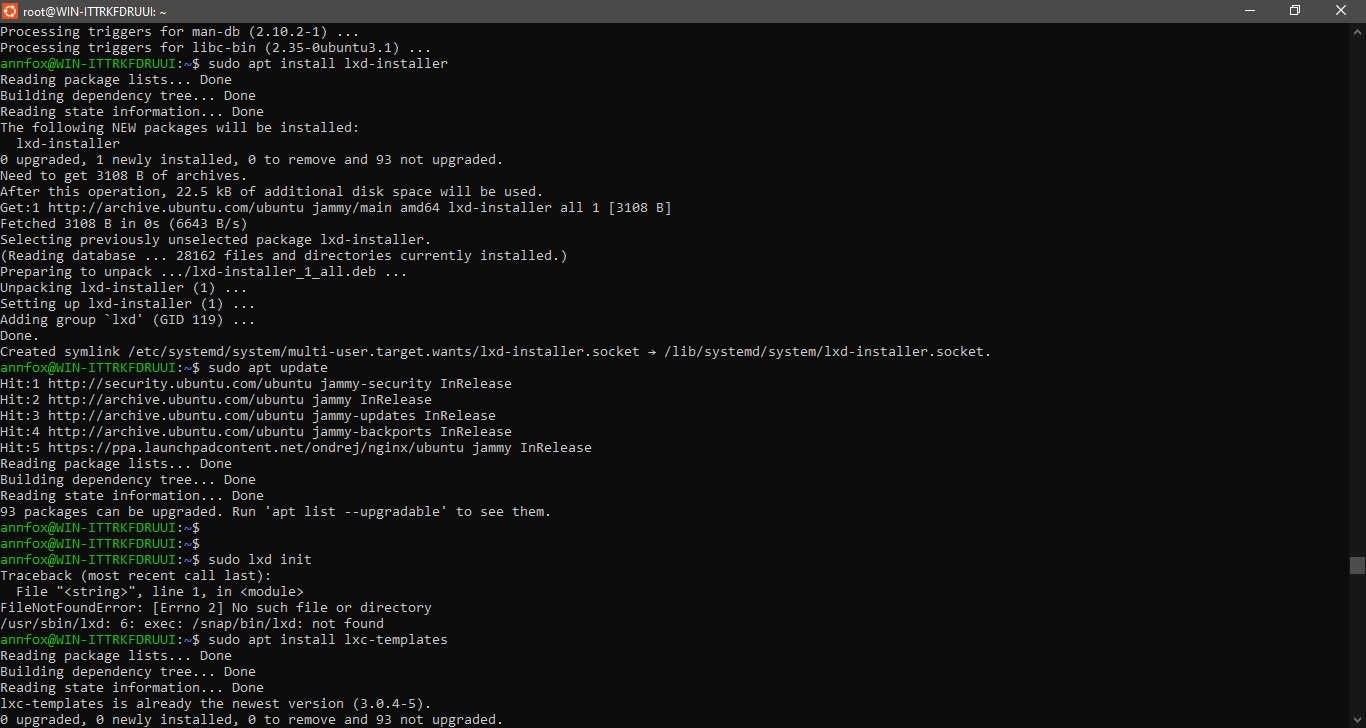 root@WIN-ITTRKFDRUUI: ~
Processing triggers for man-db (2.10.2-1) ...
Processing triggers for libc-bin (2.35-0ubuntu3.1) ...
annfox@WIN-ITTRKFDRUUI:~$ sudo apt install lxd-installer
Reading package lists... Done
Building dependency tree... Done
Reading state information... Done
The following NEW packages will be installed:
  lxd-installer
0 upgraded, 1 newly installed, 0 to remove and 93 not upgraded.
Need to get 3108 B of archives.
After this operation, 22.5 kB of additional disk space will be used.
Get:1 http://archive.ubuntu.com/ubuntu jammy/main amd64 lxd-installer all 1 [3108 B]
Fetched 3108 B in 0s (6643 B/s)
Selecting previously unselected package lxd-installer.
(Reading database ... 28162 files and directories currently installed.)
Preparing to unpack .../lxd-installer_1_all.deb ...
Unpacking lxd-installer (1) ...
Setting up lxd-installer (1) ...
Adding group `lxd' (GID 119) ...
Done.
Created symlink /etc/systemd/system/multi-user.target.wants/lxd-installer.socket → /lib/systemd/system/lxd-installer.socket.
annfox@WIN-ITTRKFDRUUI:~$ sudo apt update
Hit:1 http://security.ubuntu.com/ubuntu jammy-security InRelease
Hit:2 http://archive.ubuntu.com/ubuntu jammy InRelease
Hit:3 http://archive.ubuntu.com/ubuntu jammy-updates InRelease
Hit:4 http://archive.ubuntu.com/ubuntu jammy-backports InRelease
Hit:5 https://ppa.launchpadcontent.net/ondrej/nginx/ubuntu jammy InRelease
Reading package lists... Done
Building dependency tree... Done
Reading state information... Done
93 packages can be upgraded. Run 'apt list --upgradable' to see them.
annfox@WIN-ITTRKFDRUUI:~$
annfox@WIN-ITTRKFDRUUI:~$
annfox@WIN-ITTRKFDRUUI:~$ sudo lxd init
Traceback (most recent call last):
  File "<string>", line 1, in <module>
FileNotFoundError: [Errno 2] No such file or directory
/usr/sbin/lxd: 6: exec: /snap/bin/lxd: not found
annfox@WIN-ITTRKFDRUUI:~$ sudo apt install lxc-templates
Reading package lists... Done
Building dependency tree... Done
Reading state information... Done
lxc-templates is already the newest version (3.0.4-5).
0 upgraded, 0 newly installed, 0 to remove and 93 not upgraded.